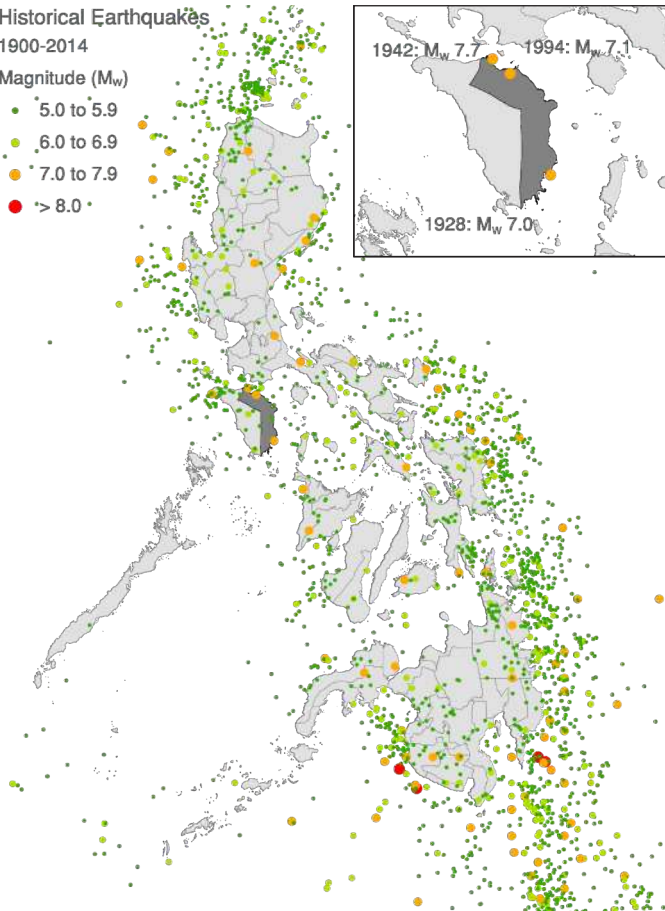 Historical Earthquakes
1900-2014
Magnitude (Mw)
5.0 to 5.9
6.0 to 6.9
7.0 to 7.9
> 8.0
1942: Mw 7.7
1994: Mw 7.1
1928: Mw 7.0